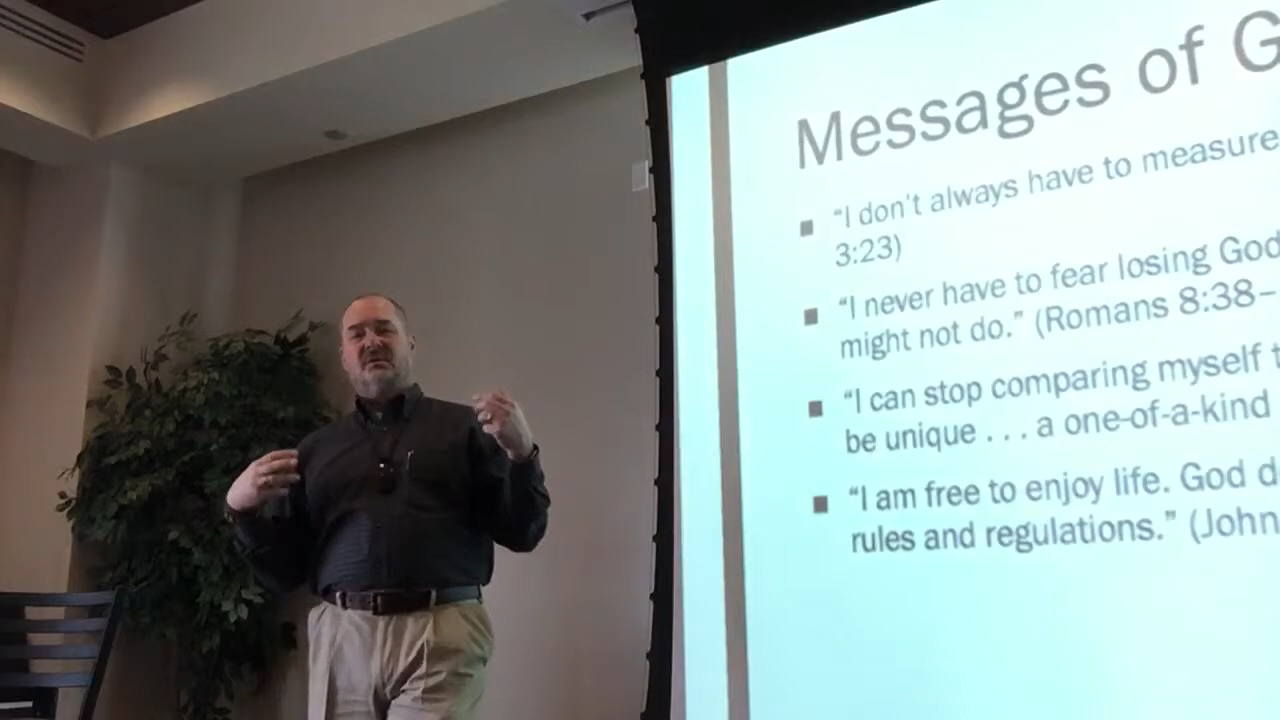 Messages of G
"I don't always have to measure
3:23)
"I never have to fear losing God
might not do." (Romans 8:38–
"I can stop comparing myself t
be unique . . . a one-of-a-kind
"I am free to enjoy life. God d
rules and regulations." (John